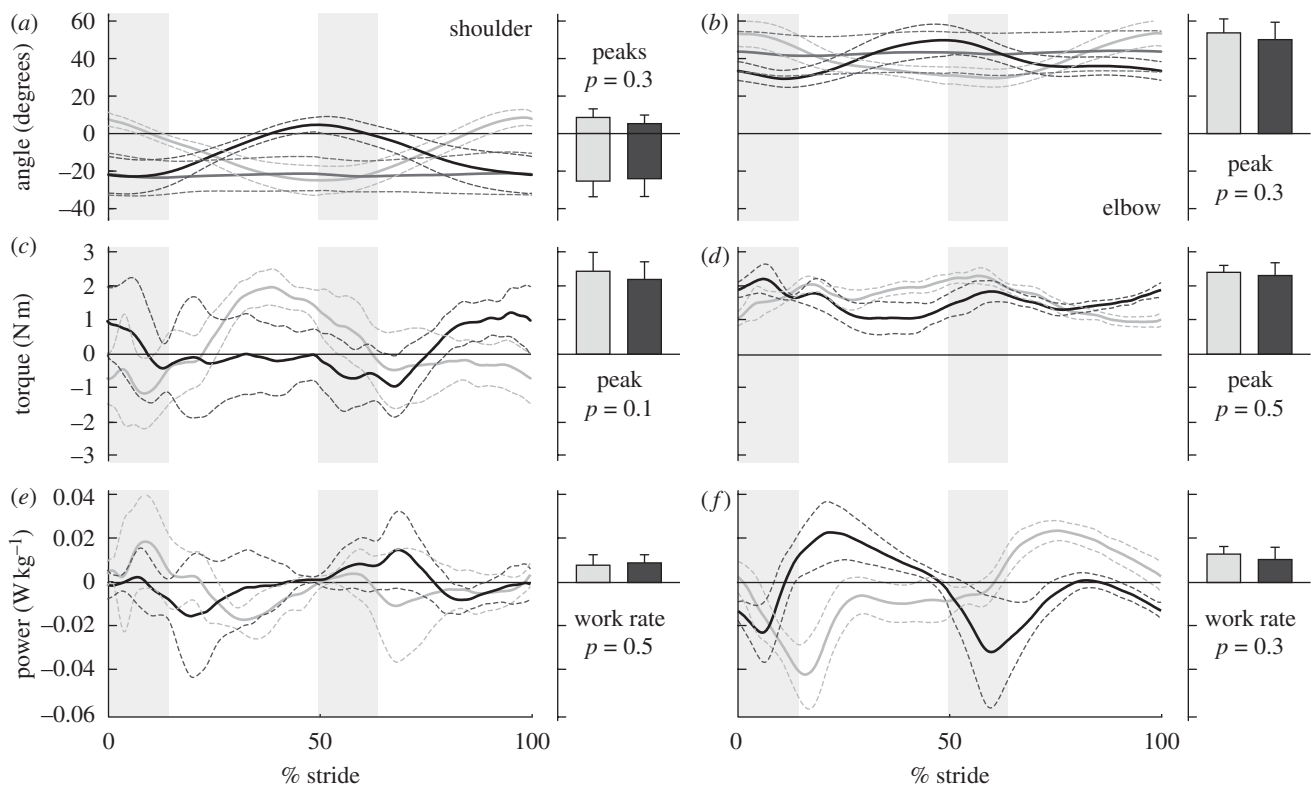 (a)
60
40
20
0
−20
−40
angle (degrees)
shoulder
peaks
p = 0.3
(b)
elbow
peak
p = 0.3
(c)
3
2
1
0
−1
−2
−3
torque (N m)
peak
p = 0.1
(d)
peak
p = 0.5
(e)
0.04
0.02
0
−0.02
−0.04
−0.06
power (W kg−1)
0 50 100
% stride
work rate
p = 0.5
(f)
0 50 100
% stride
work rate
p = 0.3